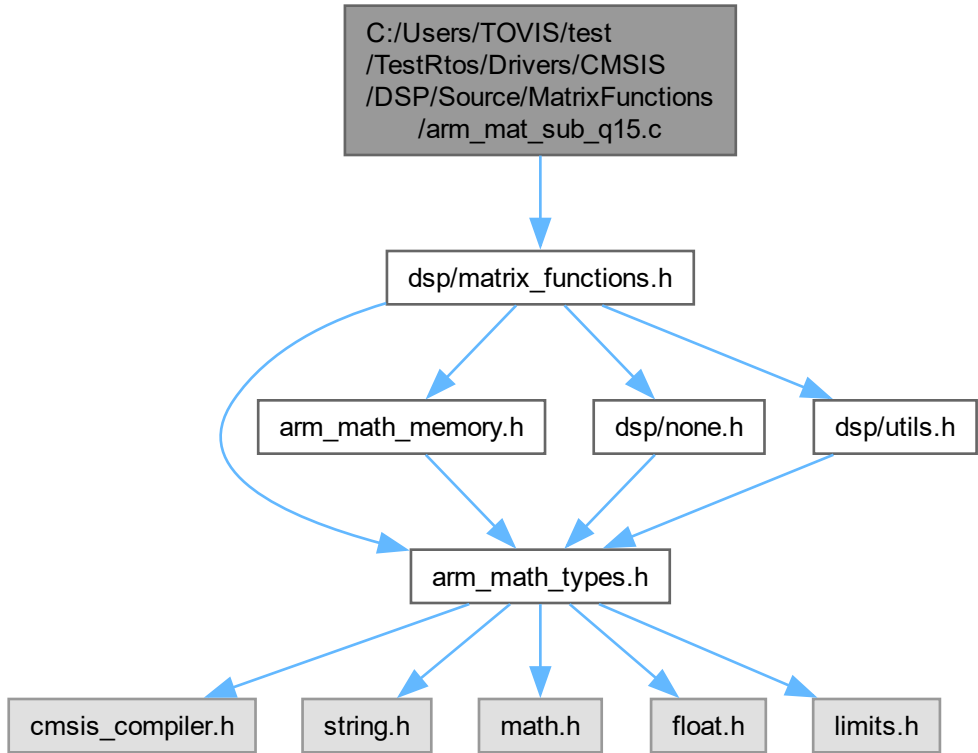 C:/Users/TOVIS/test
/TestRtos/Drivers/CMSIS
/DSP/Source/MatrixFunctions
/arm_mat_sub_q15.c
dsp/matrix_functions.h
arm_math_memory.h
dsp/none.h
dsp/utils.h
arm_math_types.h
cmsis_compiler.h
string.h
math.h
float.h
limits.h